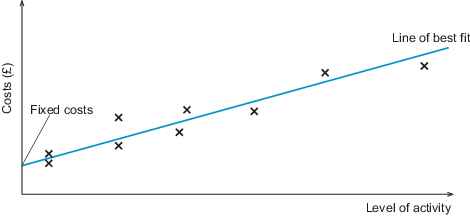 Line of best fit
Costs (£)
Fixed costs
Level of activity